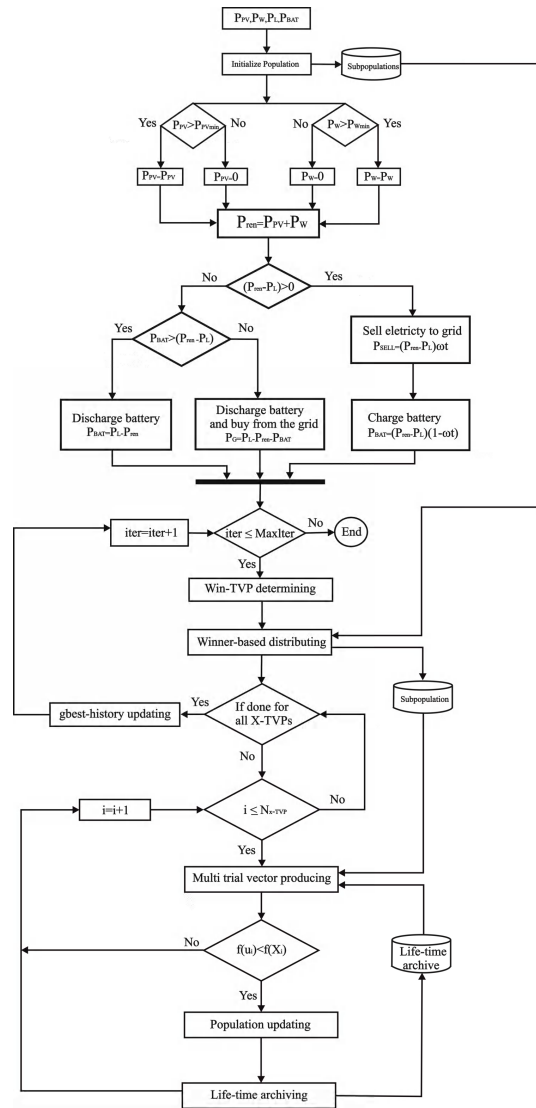 PPV,PW,PL,PBAT
Initialize Population
Subpopulations
Yes
PPV>PPVmin
No
No
PW>PWmin
Yes
PPV=PPV
PPV=0
PW=0
PW=PW
Pren=PPV+PW
No
(Pren-PL)>0
Yes
Yes
PBAT>(Pren-PL)
No
Sell eletricty to grid
PSELL=(Pren-PL)ωt
Discharge battery
PBAT=PL-Pren
Discharge battery
and buy from the grid
PG=PL-Pren-PBAT
Charge battery
PBAT=(Pren-PL)(1-ωt)
iter=iter+1
iter ≤ MaxIter
No
End
Yes
Win-TVP determining
Winner-based distributing
Subpopulation
gbest-history updating
Yes
If done for
all X-TVPs
No
i=i+1
i ≤ Nx-TVP
No
Yes
Multi trial vector producing
No
f(ui)<f(Xi)
Life-time
archive
Yes
Population updating
Life-time archiving